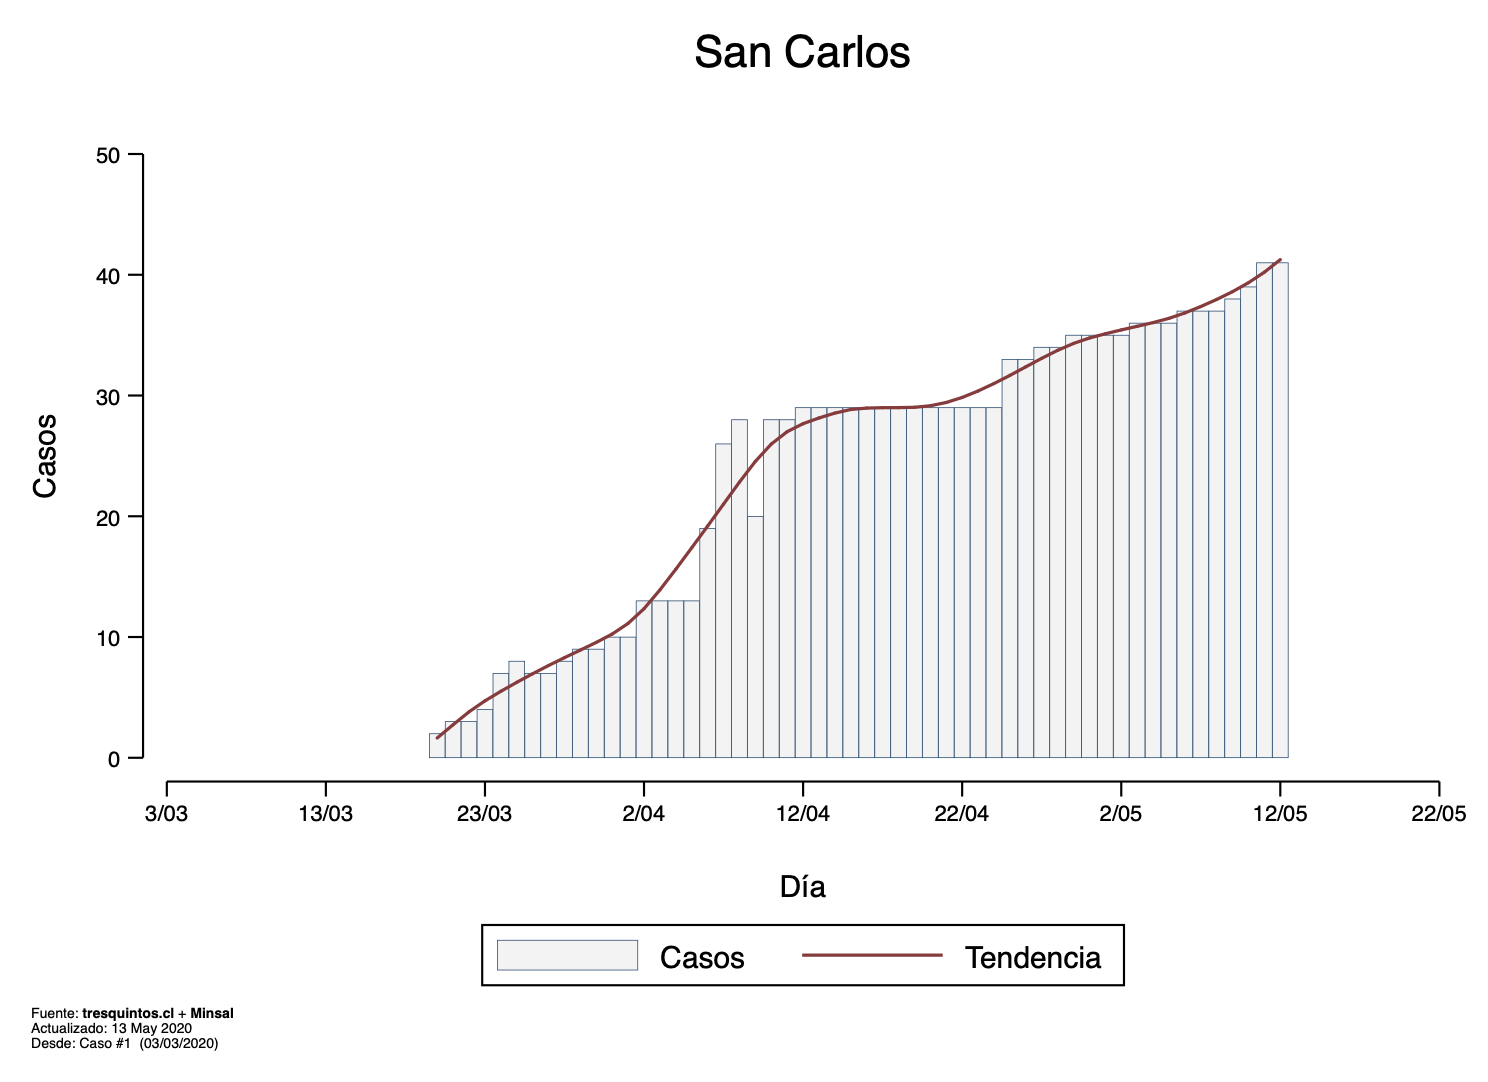 San Carlos
50
40
30
20
10
0
Casos
3/03 13/03 23/03 2/04 12/04 22/04 2/05 12/05 22/05
Día
Casos Tendencia
Fuente: tresquintos.cl + Minsal
Actualizado: 13 May 2020
Desde: Caso #1 (03/03/2020)